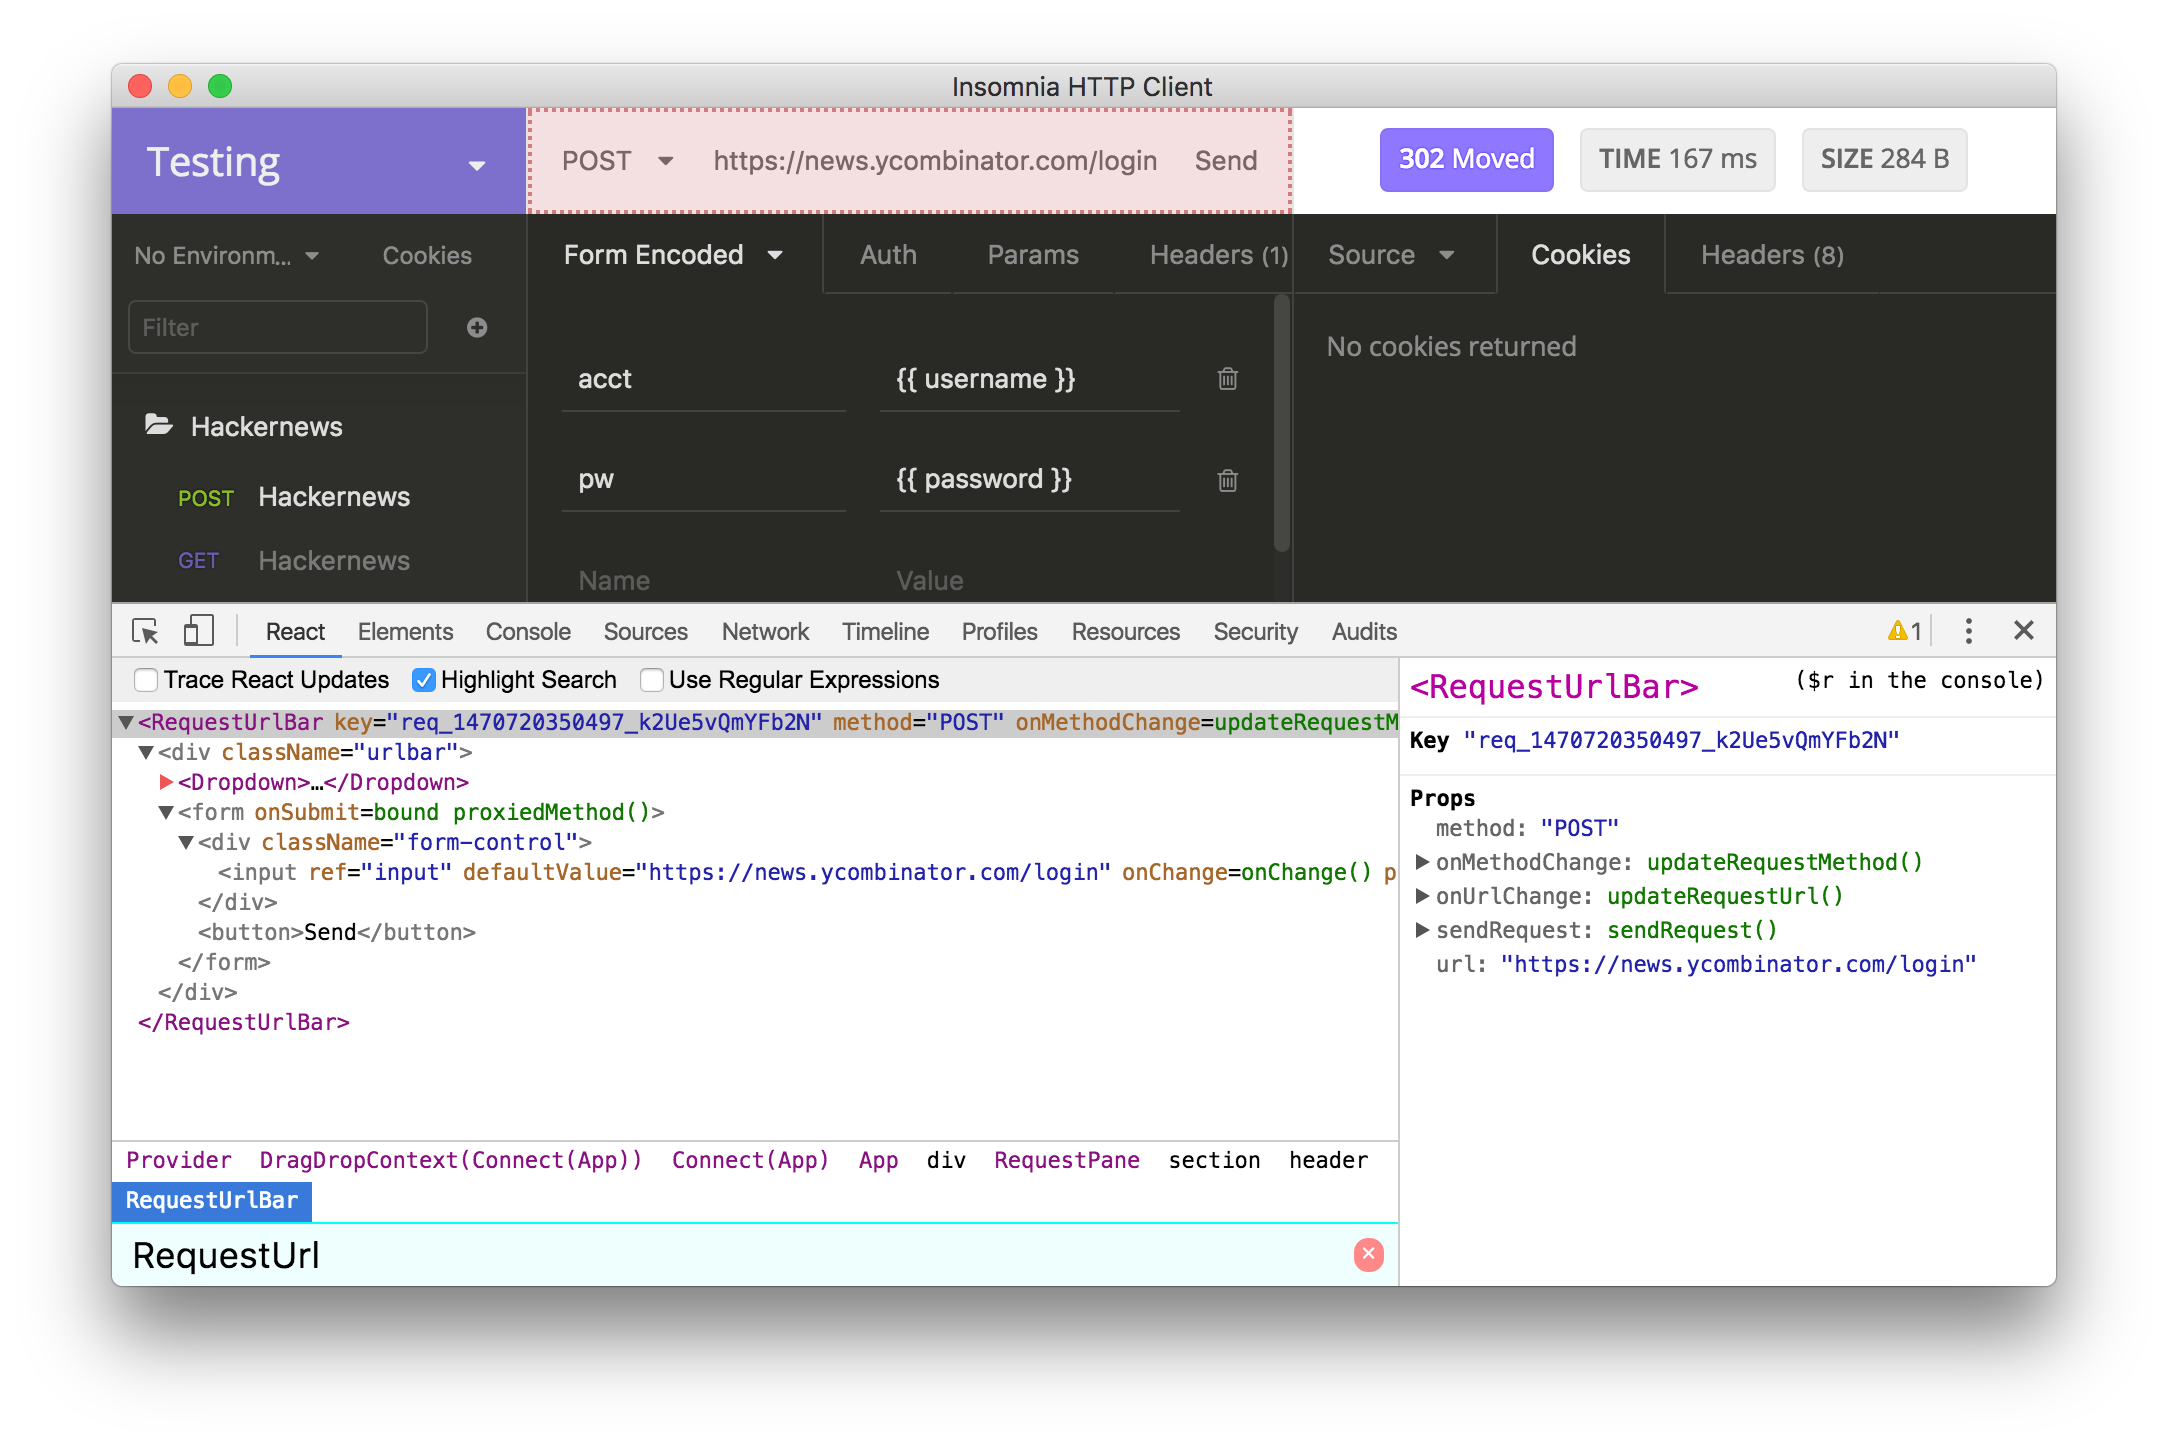 Insomnia HTTP Client
Testing
POST https://news.ycombinator.com/login Send
302 Moved TIME 167 ms SIZE 284 B
No Environm... Cookies
Form Encoded Auth Params Headers (1)
Source Cookies Headers (8)
Filter
No cookies returned
acct {{ username }}
Hackernews
pw {{ password }}
POST Hackernews
GET Hackernews
Name Value
React Elements Console Sources Network Timeline Profiles Resources Security Audits 1
Trace React Updates Highlight Search Use Regular Expressions
<RequestUrlBar key="req_1470720350497_k2Ue5vQmYFb2N" method="POST" onMethodChange=updateRequestM
<div className="urlbar">
<Dropdown>…</Dropdown>
<form onSubmit=bound proxiedMethod()>
<div className="form-control">
<input ref="input" defaultValue="https://news.ycombinator.com/login" onChange=onChange() p
</div>
<button>Send</button>
</form>
</div>
</RequestUrlBar>
<RequestUrlBar> ($r in the console)
Key "req_1470720350497_k2Ue5vQmYFb2N"
Props
method: "POST"
onMethodChange: updateRequestMethod()
onUrlChange: updateRequestUrl()
sendRequest: sendRequest()
url: "https://news.ycombinator.com/login"
Provider DragDropContext(Connect(App)) Connect(App) App div RequestPane section header
RequestUrlBar
RequestUrl